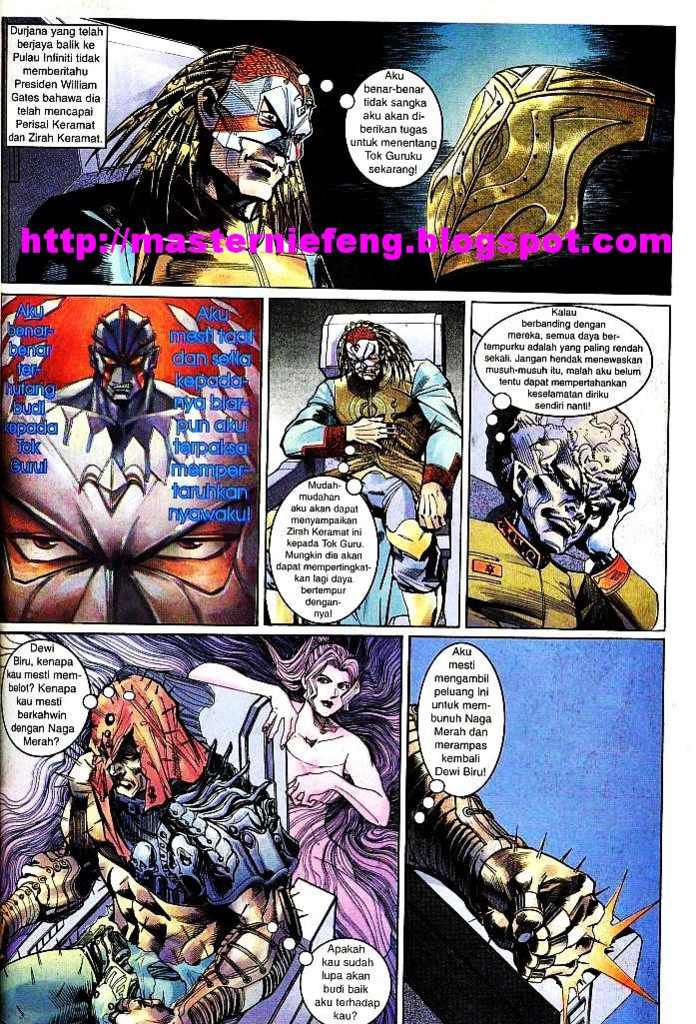 Durjana yang telah
berjaya balik ke
Pulau Infiniti tidak
memberitahu
Presiden William
Gates bahawa dia
telah mencapai
Perisal Keramat
dan Zirah Keramat.
Aku
benar-benar
tidak sangka
aku akan di-
berikan tugas
untuk menentang
Tok Guruku
sekarang!
http://masterniefeng.blogspot.com
Aku
benar-
benar
ter-
hutang
budi
kepada
Tok
Guru!
Aku
mesti taat
dan setia
kepada-
nya biar-
pun aku
terpaksa
memper-
taruhkan
nyawaku!
Mudah-
mudahan
aku akan dapat
menyampaikan
Zirah Keramat ini
kepada Tok Guru.
Mungkin dia akan
dapat mempertingkat-
kan lagi daya
bertempur
dengan-
nya!
Kalau
berbanding dengan
mereka, semua daya ber-
tempurku adalah yang paling rendah
sekali. Jangan hendak menewaskan
musuh-musuh itu, malah aku belum
tentu dapat mempertahankan
keselamatan diriku
sendiri nanti!
Dewi
Biru, kenapa
kau mesti mem-
belot? Kenapa
kau mesti
berkahwin
dengan Naga
Merah?
Apakah
kau sudah
lupa akan
budi baik
aku terhadap
kau?
Aku
mesti
mengambil
peluang ini
untuk mem-
bunuh Naga
Merah dan
merampas
kembali
Dewi Biru!